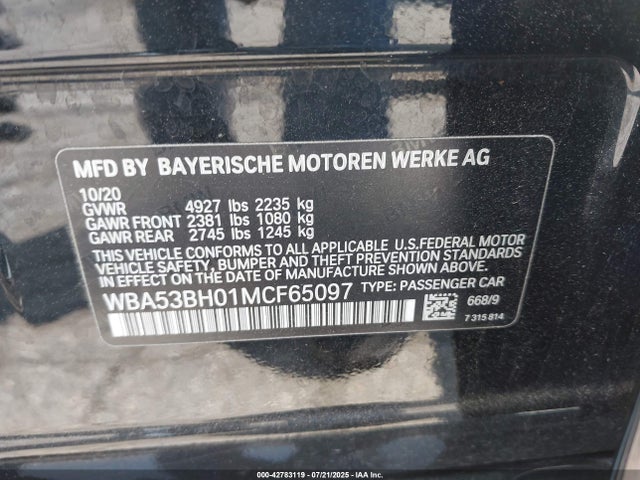 MFD BY BAYERISCHE MOTOREN WERKE AG
10/20
GVWR 4927 lbs 2235 kg
GAWR FRONT 2381 lbs 1080 kg
GAWR REAR 2745 lbs 1245 kg
THIS VEHICLE CONFORMS TO ALL APPLICABLE U.S.FEDERAL MOTOR
VEHICLE SAFETY, BUMPER AND THEFT PREVENTION STANDARDS
IN EFFECT ON THE DATE OF MANUFACTURE SHOWN ABOVE.
WBA53BH01MCF65097 TYPE: PASSENGER CAR
668/9
7 315 814
000-42783119 - 07/21/2025 - IAA Inc.